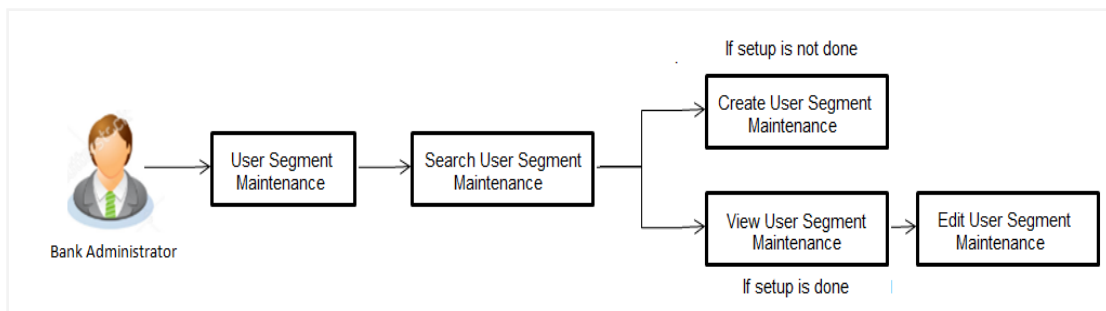 If setup is not done
Create User Segment
Maintenance
User Segment
Maintenance
Search User Segment
Maintenance
View User Segment
Maintenance
Edit User Segment
Maintenance
Bank Administrator
If setup is done